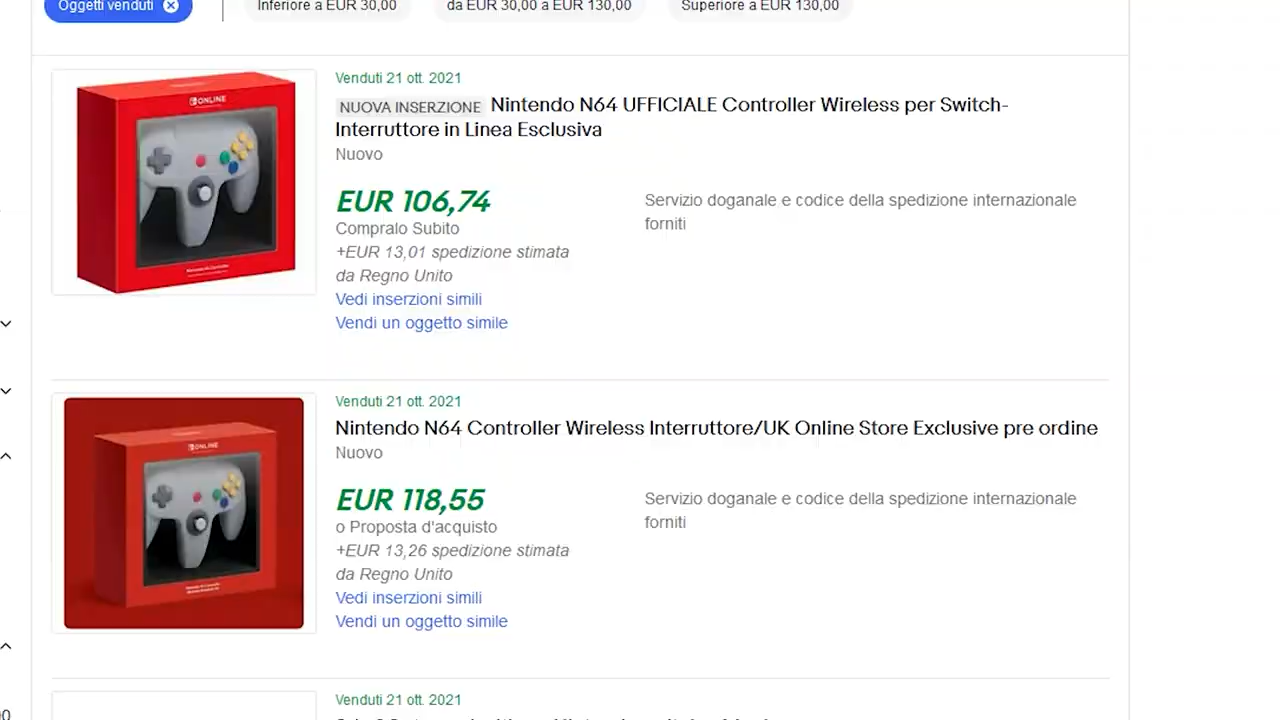 Oggetti venduti
Inferiore a EUR 30,00
da EUR 30,00 a EUR 130,00
Superiore a EUR 130,00
Venduti 21 ott. 2021
NUOVA INSERZIONE Nintendo N64 UFFICIALE Controller Wireless per Switch-
Interruttore in Linea Esclusiva
Nuovo
EUR 106,74
Servizio doganale e codice della spedizione internazionale
forniti
Compralo Subito
+EUR 13,01 spedizione stimata
da Regno Unito
Vedi inserzioni simili
Vendi un oggetto simile
ONLINE
Venduti 21 ott. 2021
Nintendo N64 Controller Wireless Interruttore/UK Online Store Exclusive pre ordine
Nuovo
EUR 118,55
Servizio doganale e codice della spedizione internazionale
forniti
o Proposta d'acquisto
+EUR 13,26 spedizione stimata
da Regno Unito
Vedi inserzioni simili
Vendi un oggetto simile
ONLINE
Venduti 21 ott. 2021